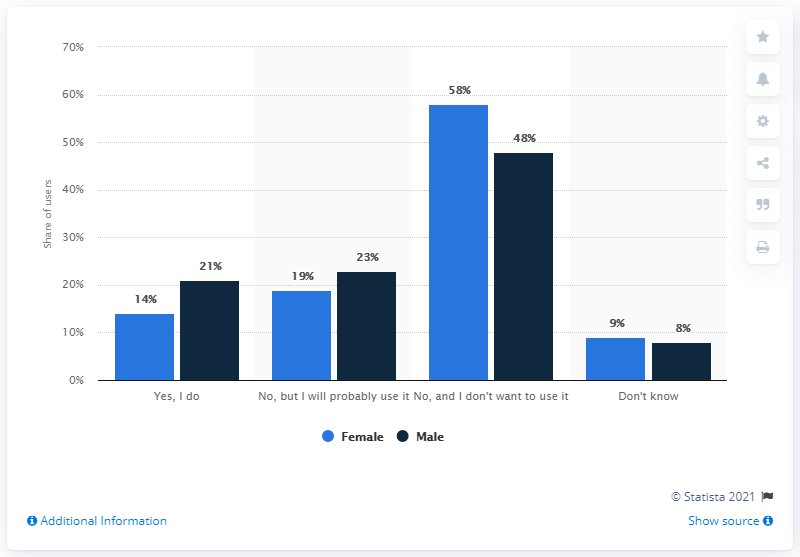 70%
60%
50%
40%
30%
20%
10%
0%
Share of users
14%
21%
19%
23%
58%
48%
9%
8%
Yes, I do
No, but I will probably use it
No, and I don't want to use it
Don't know
Female
Male
© Statista 2021
Additional Information
Show source